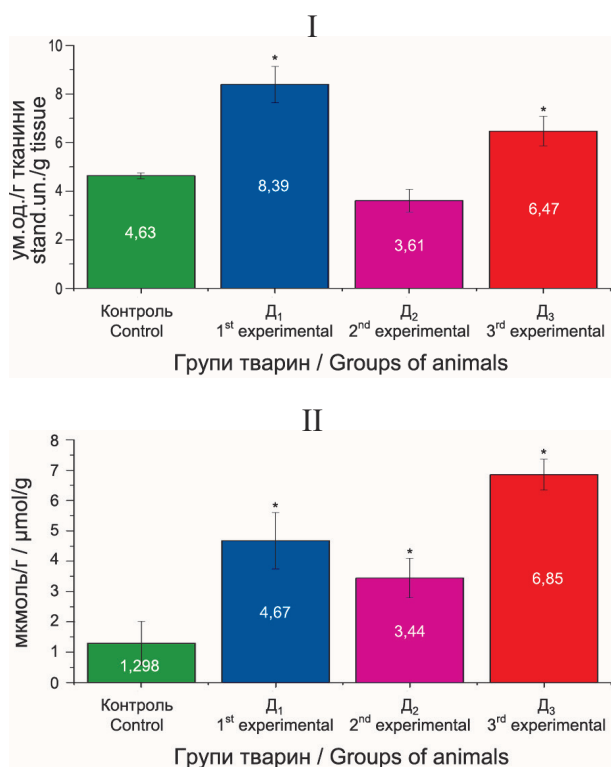 I
ум.од./г тканини
stand.un./g tissue
10
8
6
4
2
0
*
*
4,63
8,39
3,61
6,47
Контроль
Control
Д₁
1st experimental
Д₂
2nd experimental
Д₃
3rd experimental
Групи тварин / Groups of animals
II
мкмоль/г / µmol/g
8
7
6
5
4
3
2
1
0
*
*
*
1,298
4,67
3,44
6,85
Контроль
Control
Д₁
1st experimental
Д₂
2nd experimental
Д₃
3rd experimental
Групи тварин / Groups of animals